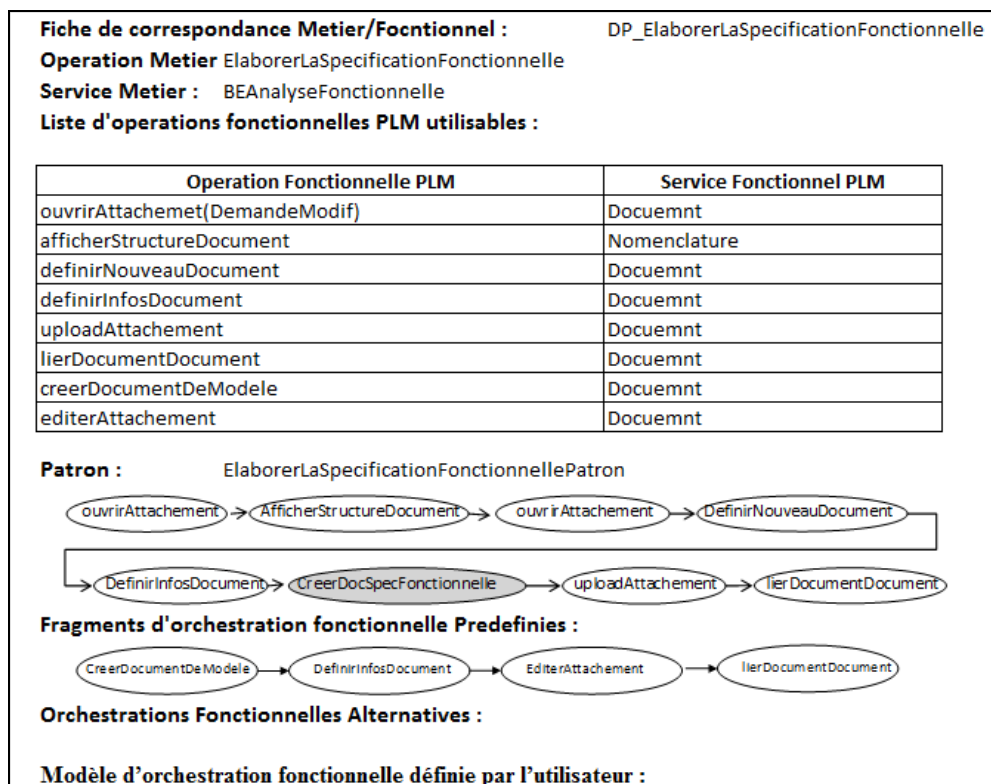 Fiche de correspondance Metier/Focntionnel : DP_ElaborerLaSpecificationFonctionnelle
Operation Metier ElaborerLaSpecificationFonctionnelle
Service Metier : BEAnalyseFonctionnelle
Liste d'operations fonctionnelles PLM utilisables :
Operation Fonctionnelle PLM Service Fonctionnel PLM
ouvrirAttachemet(DemandeModif) Docuemnt
afficherStructureDocument Nomenclature
definirNouveauDocument Docuemnt
definirInfosDocument Docuemnt
uploadAttachement Docuemnt
lierDocumentDocument Docuemnt
creerDocumentDeModele Docuemnt
editerAttachement Docuemnt
Patron : ElaborerLaSpecificationFonctionnellePatron
ouvrirAttachement AfficherStructureDocument ouvrirAttachement DefinirNouveauDocument
DefinirInfosDocument CreerDocSpecFonctionnelle uploadAttachement lierDocumentDocument
Fragments d'orchestration fonctionnelle Predefinies :
CreerDocumentDeModele DefinirInfosDocument EditerAttachement lierDocumentDocument
Orchestrations Fonctionnelles Alternatives :
Modèle d'orchestration fonctionnelle définie par l'utilisateur :